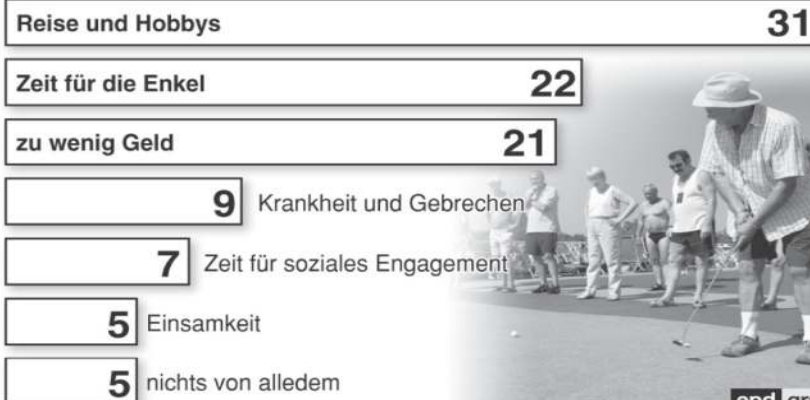 Reise und Hobbys 31
Zeit für die Enkel 22
zu wenig Geld 21
9 Krankheit und Gebrechen
7 Zeit für soziales Engagement
5 Einsamkeit
5 nichts von alledem
epd